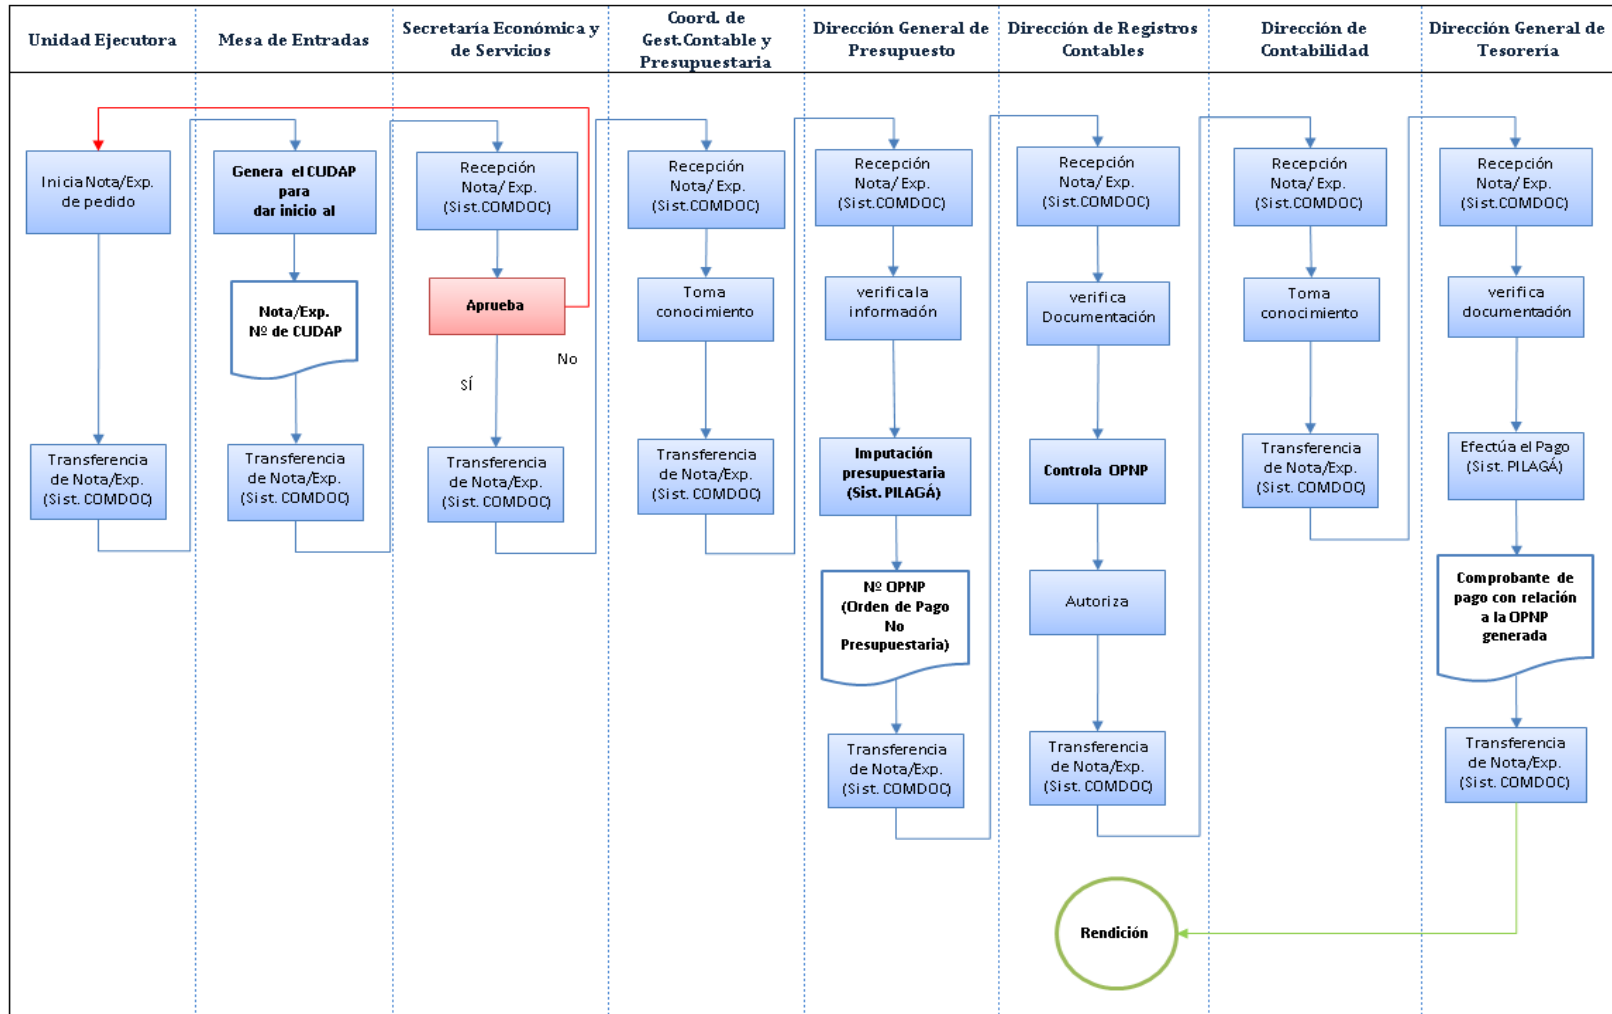 Unidad Ejecutora
Mesa de Entradas
Secretaría Económica y
de Servicios
Coord. de
Gest.Contable y
Presupuestaria
Dirección General de
Presupuesto
Dirección de Registros
Contables
Dirección de
Contabilidad
Dirección General de
Tesorería
Inicia Nota/Exp.
de pedido
Transferencia
de Nota/Exp.
(Sist. COMDOC)
Genera el CUDAP
para
dar inicio al
Nota/Exp.
Nº de CUDAP
Transferencia
de Nota/Exp.
(Sist. COMDOC)
Recepción
Nota/ Exp.
(Sist.COMDOC)
Aprueba
No
SÍ
Transferencia
de Nota/Exp.
(Sist. COMDOC)
Recepción
Nota/ Exp.
(Sist.COMDOC)
Toma
conocimiento
Transferencia
de Nota/Exp.
(Sist. COMDOC)
Recepción
Nota/ Exp.
(Sist.COMDOC)
verifica la
información
Imputación
presupuestaria
(Sist. PILAGÁ)
Nº OPNP
(Orden de Pago
No
Presupuestaria)
Transferencia
de Nota/Exp.
(Sist. COMDOC)
Recepción
Nota/ Exp.
(Sist.COMDOC)
verifica
Documentación
Controla OPNP
Autoriza
Transferencia
de Nota/Exp.
(Sist. COMDOC)
Rendición
Recepción
Nota/ Exp.
(Sist.COMDOC)
Toma
conocimiento
Transferencia
de Nota/Exp.
(Sist. COMDOC)
Recepción
Nota/ Exp.
(Sist.COMDOC)
verifica
documentación
Efectúa el Pago
(Sist. PILAGÁ)
Comprobante de
pago con relación
a la OPNP
generada
Transferencia
de Nota/Exp.
(Sist. COMDOC)